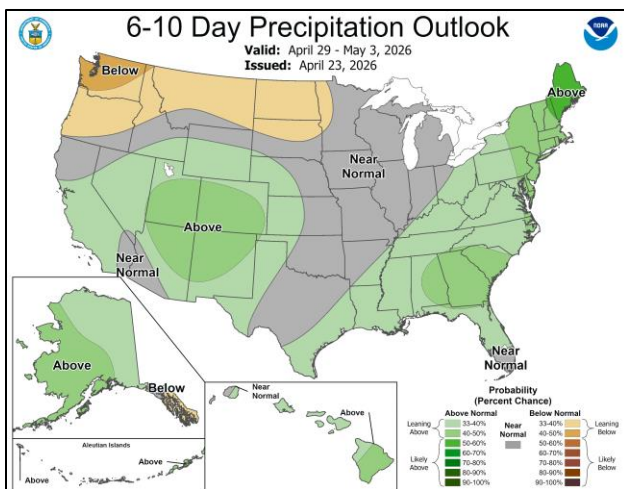 6-10 Day Precipitation Outlook
Valid: April 29 - May 3, 2026
Issued: April 23, 2026
NOAA
Below
Above
Near
Normal
Above
Near
Normal
Near
Normal
Above
Below
Aleutian Islands
Above
Above
Near
Normal
Above
Probability
(Percent Chance)
Above Normal
Below Normal
Leaning
Above
33-40%
40-50%
50-60%
Likely
Above
60-70%
70-80%
80-90%
90-100%
Near
Normal
33-40%
40-50%
50-60%
60-70%
70-80%
80-90%
90-100%
Leaning
Below
Likely
Below